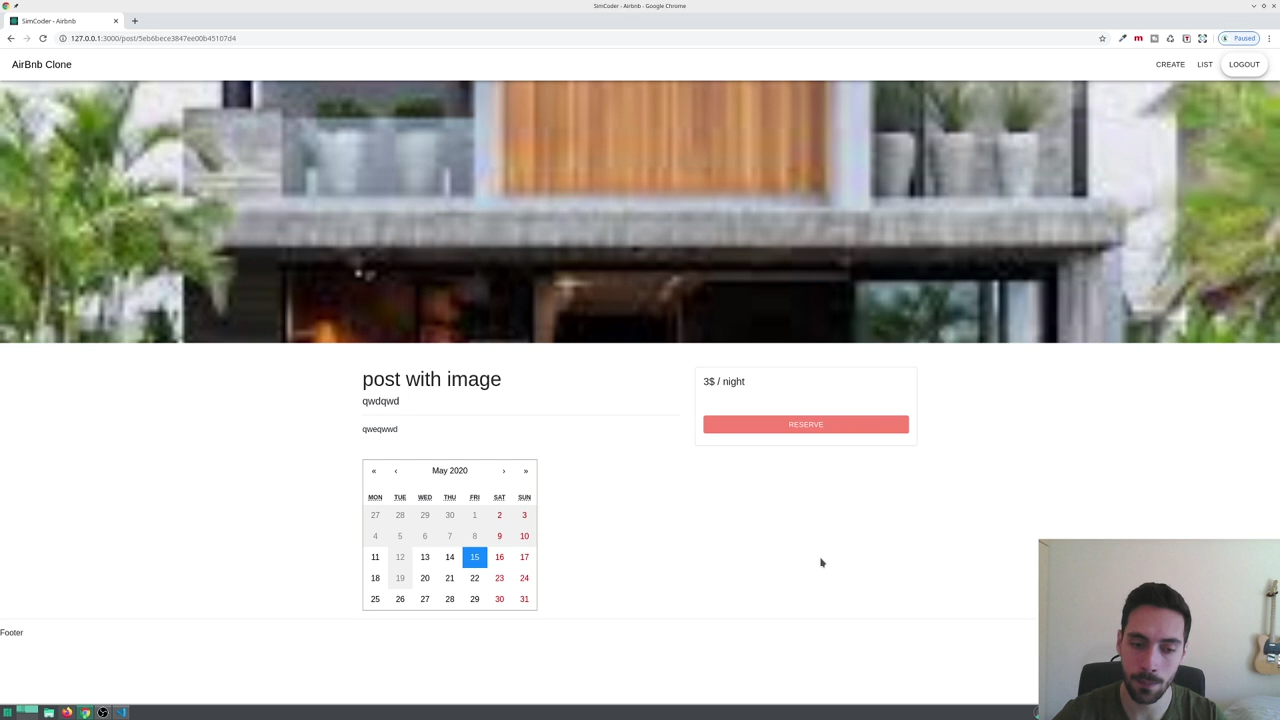 SimCoder - Airbnb - Google Chrome
SimCoder - Airbnb
127.0.0.1:3000/post/5eb6bece3847ee00b45107d4
Paused
AirBnb Clone
CREATE LIST LOGOUT
post with image
qwdqwd
qweqwwd
3$ / night
RESERVE
« ‹ May 2020 › »
MON TUE WED THU FRI SAT SUN
27 28 29 30 1 2 3
4 5 6 7 8 9 10
11 12 13 14 15 16 17
18 19 20 21 22 23 24
25 26 27 28 29 30 31
Footer